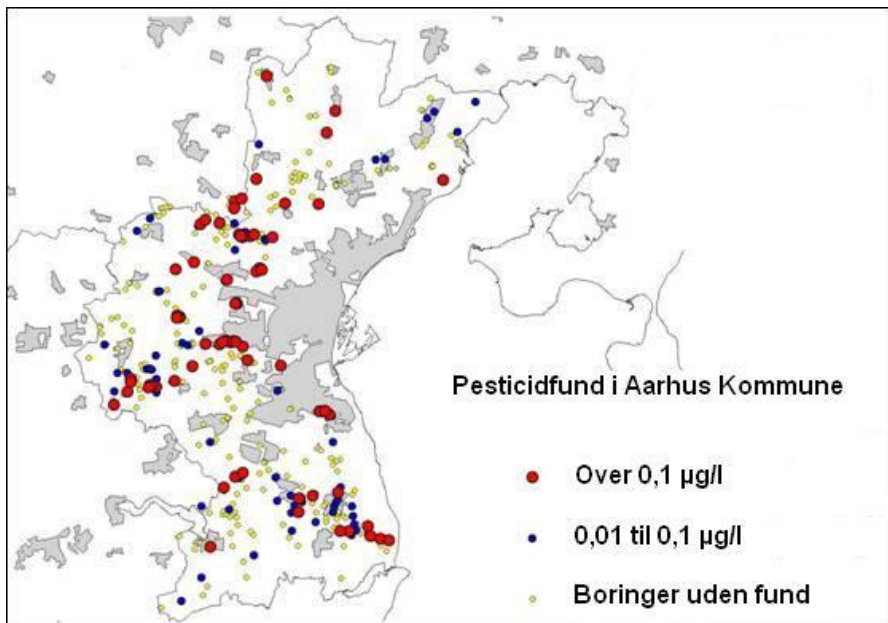 Pesticidfund i Aarhus Kommune
Over 0,1 µg/l
0,01 til 0,1 µg/l
Boringer uden fund